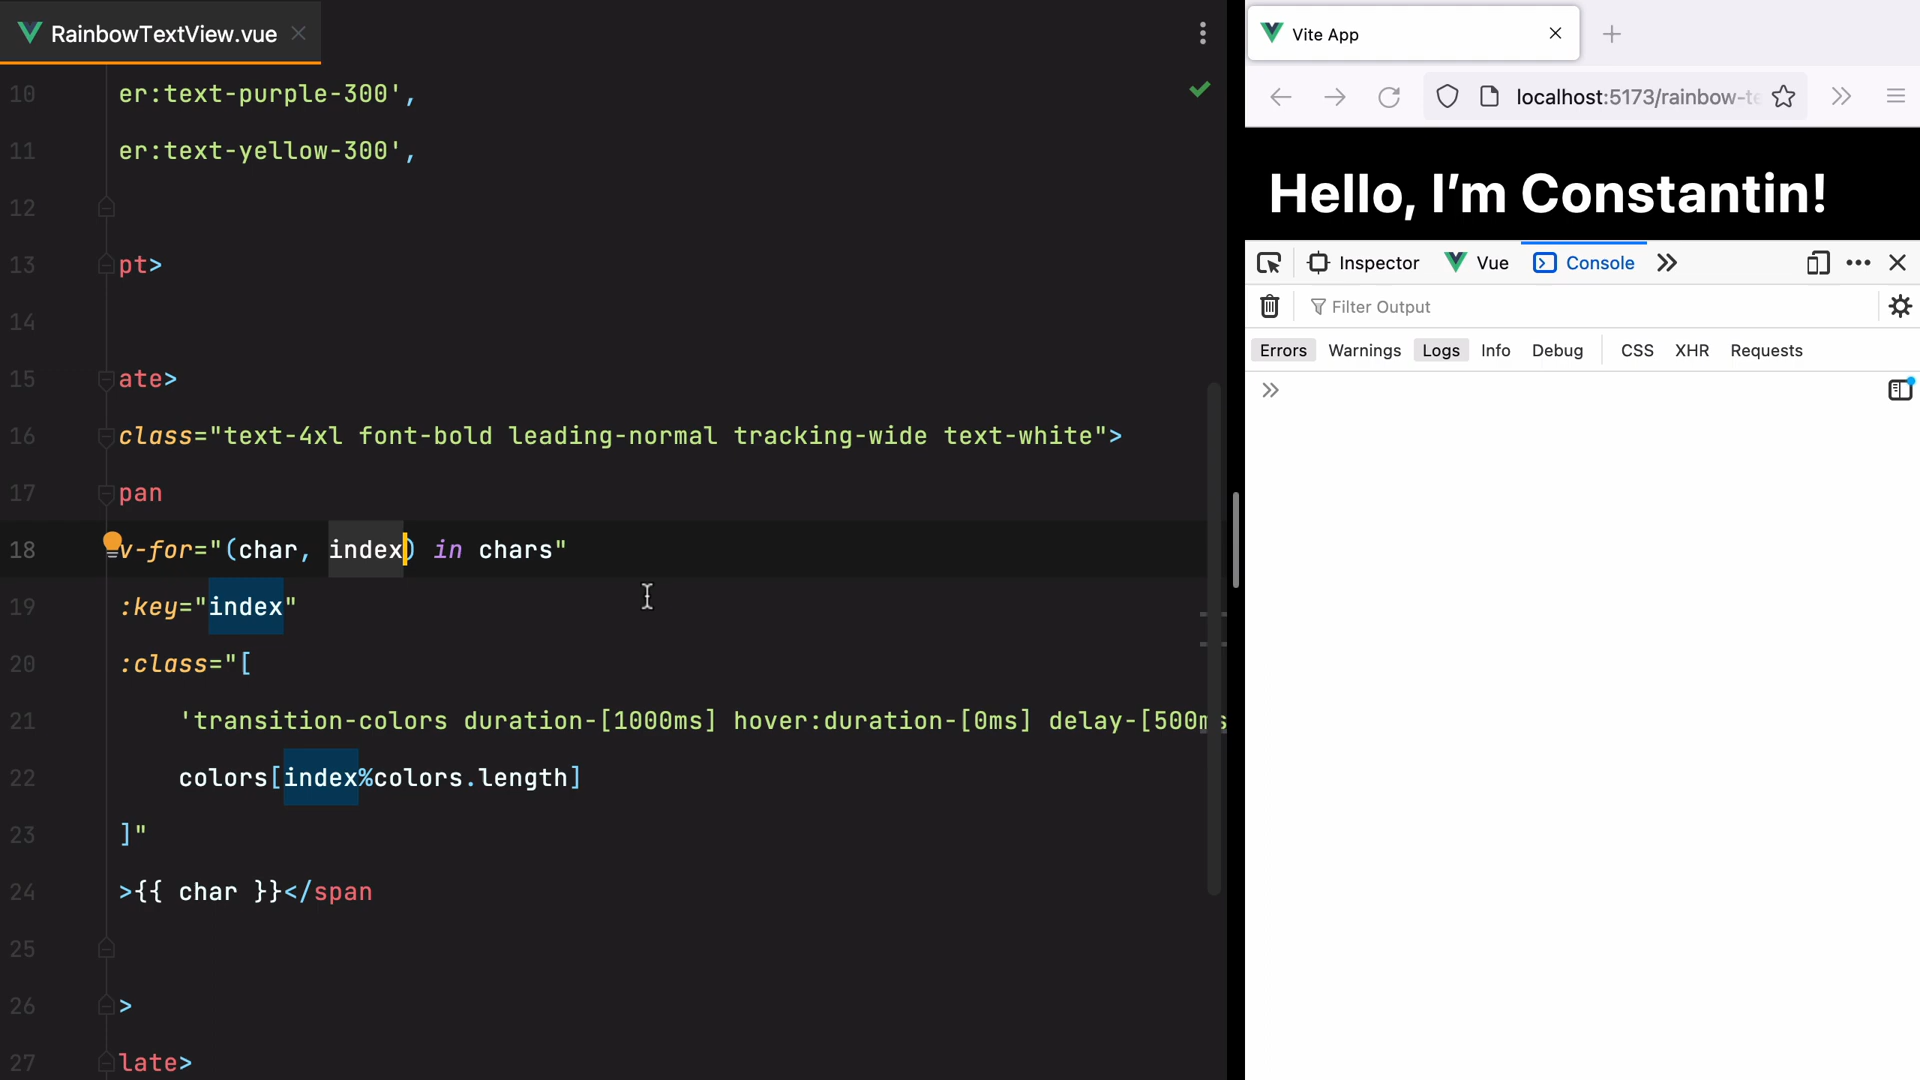 RainbowTextView.vue
10 er:text-purple-300',
11 er:text-yellow-300',
12
13 pt>
14
15 ate>
16 class="text-4xl font-bold leading-normal tracking-wide text-white">
17 pan
18 v-for="(char, index) in chars"
19 :key="index"
20 :class="[
21 'transition-colors duration-[1000ms] hover:duration-[0ms] delay-[500ms
22 colors[index%colors.length]
23 ]"
24 >{{ char }}</span
25
26 >
27 late>
Vite App
localhost:5173/rainbow-te
Hello, I’m Constantin!
Inspector Vue Console
Filter Output
Errors Warnings Logs Info Debug CSS XHR Requests